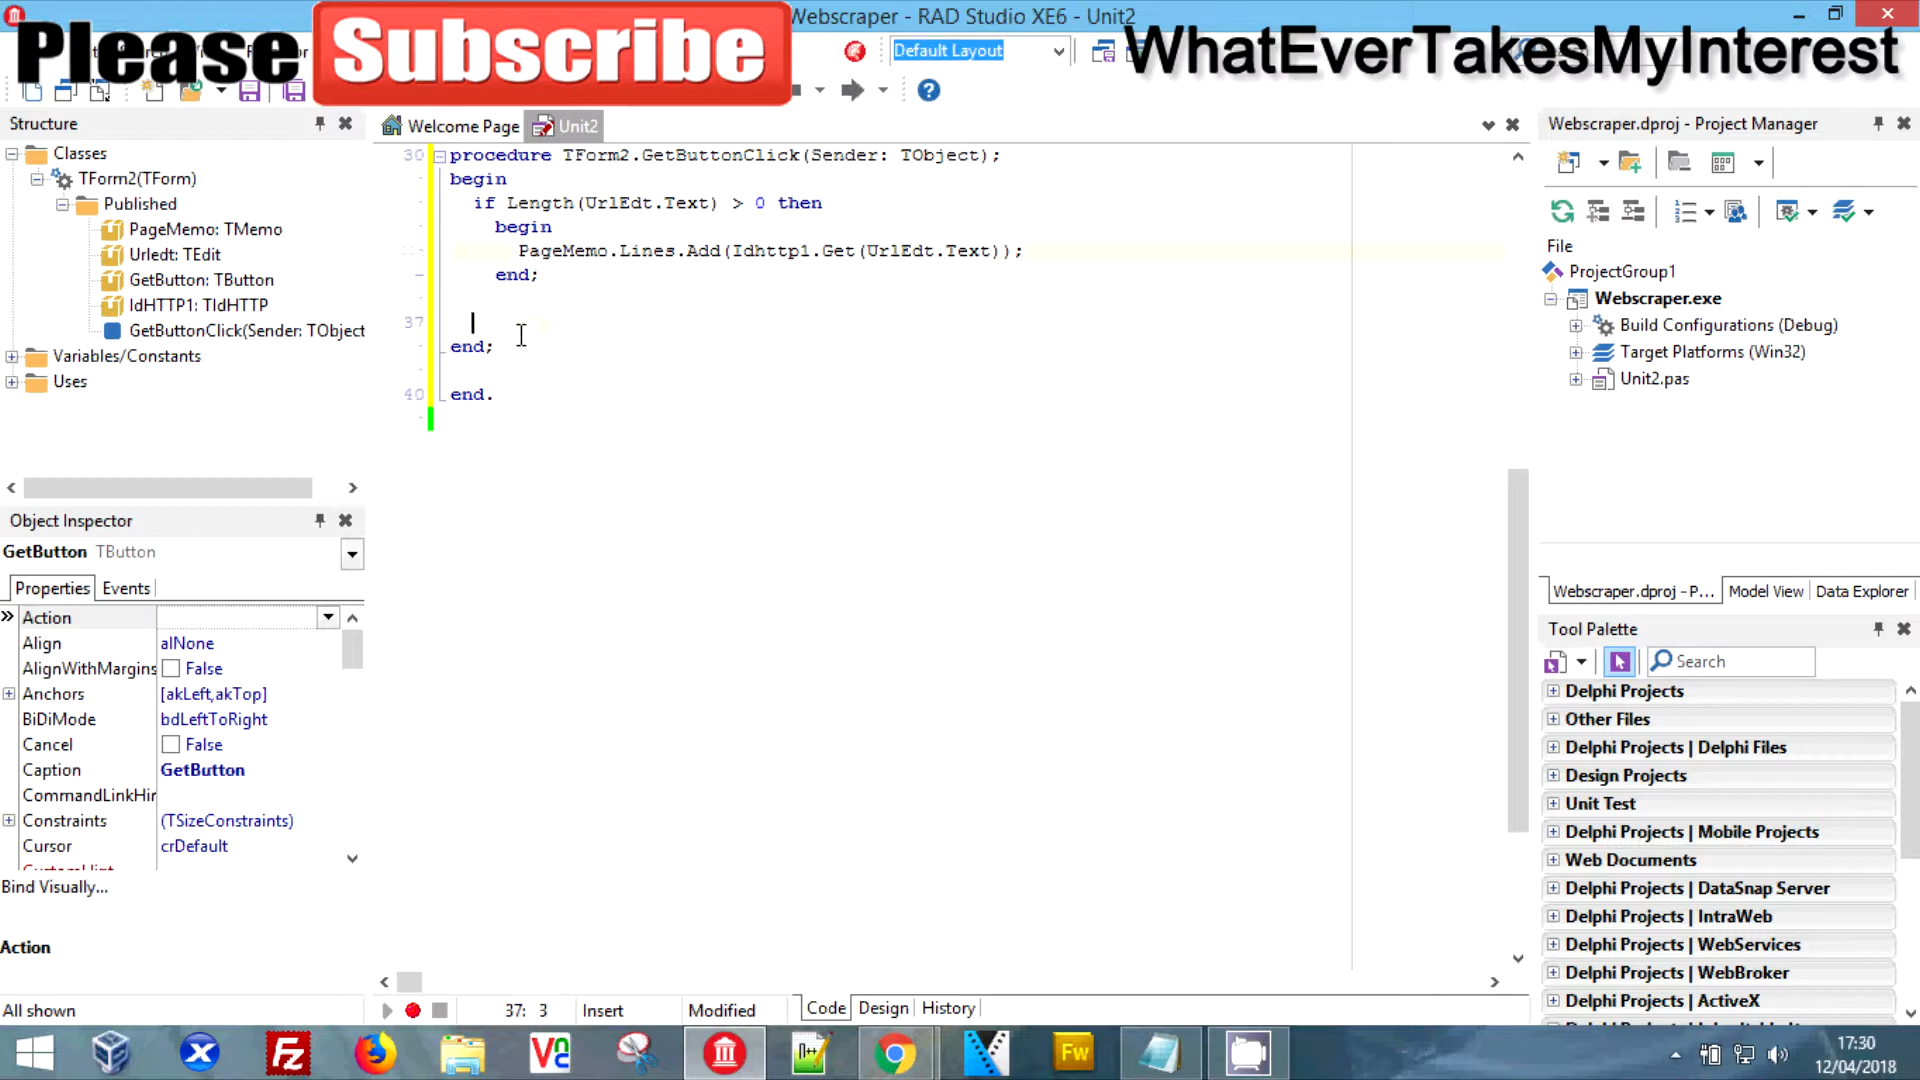 Webscraper - RAD Studio XE6 - Unit2
Please Subscribe
WhatEverTakesMyInterest
Default Layout
Structure
Classes
TForm2(TForm)
Published
PageMemo: TMemo
Urledt: TEdit
GetButton: TButton
IdHTTP1: TIdHTTP
GetButtonClick(Sender: TObject
Variables/Constants
Uses
Object Inspector
GetButton TButton
Properties Events
Action
Align alNone
AlignWithMargins False
Anchors [akLeft,akTop]
BiDiMode bdLeftToRight
Cancel False
Caption GetButton
CommandLinkHir
Constraints (TSizeConstraints)
Cursor crDefault
Bind Visually...
Action
All shown
Welcome Page Unit2
30 procedure TForm2.GetButtonClick(Sender: TObject);
begin
if Length(UrlEdt.Text) > 0 then
begin
PageMemo.Lines.Add(Idhttp1.Get(UrlEdt.Text));
end;
37
end;
40 end.
37: 3 Insert Modified Code Design History
Webscraper.dproj - Project Manager
File
ProjectGroup1
Webscraper.exe
Build Configurations (Debug)
Target Platforms (Win32)
Unit2.pas
Webscraper.dproj - P... Model View Data Explorer
Tool Palette
Search
Delphi Projects
Other Files
Delphi Projects | Delphi Files
Design Projects
Unit Test
Delphi Projects | Mobile Projects
Web Documents
Delphi Projects | DataSnap Server
Delphi Projects | IntraWeb
Delphi Projects | WebServices
Delphi Projects | WebBroker
Delphi Projects | ActiveX
Fz
VC
n++
Fw
17:30
12/04/2018